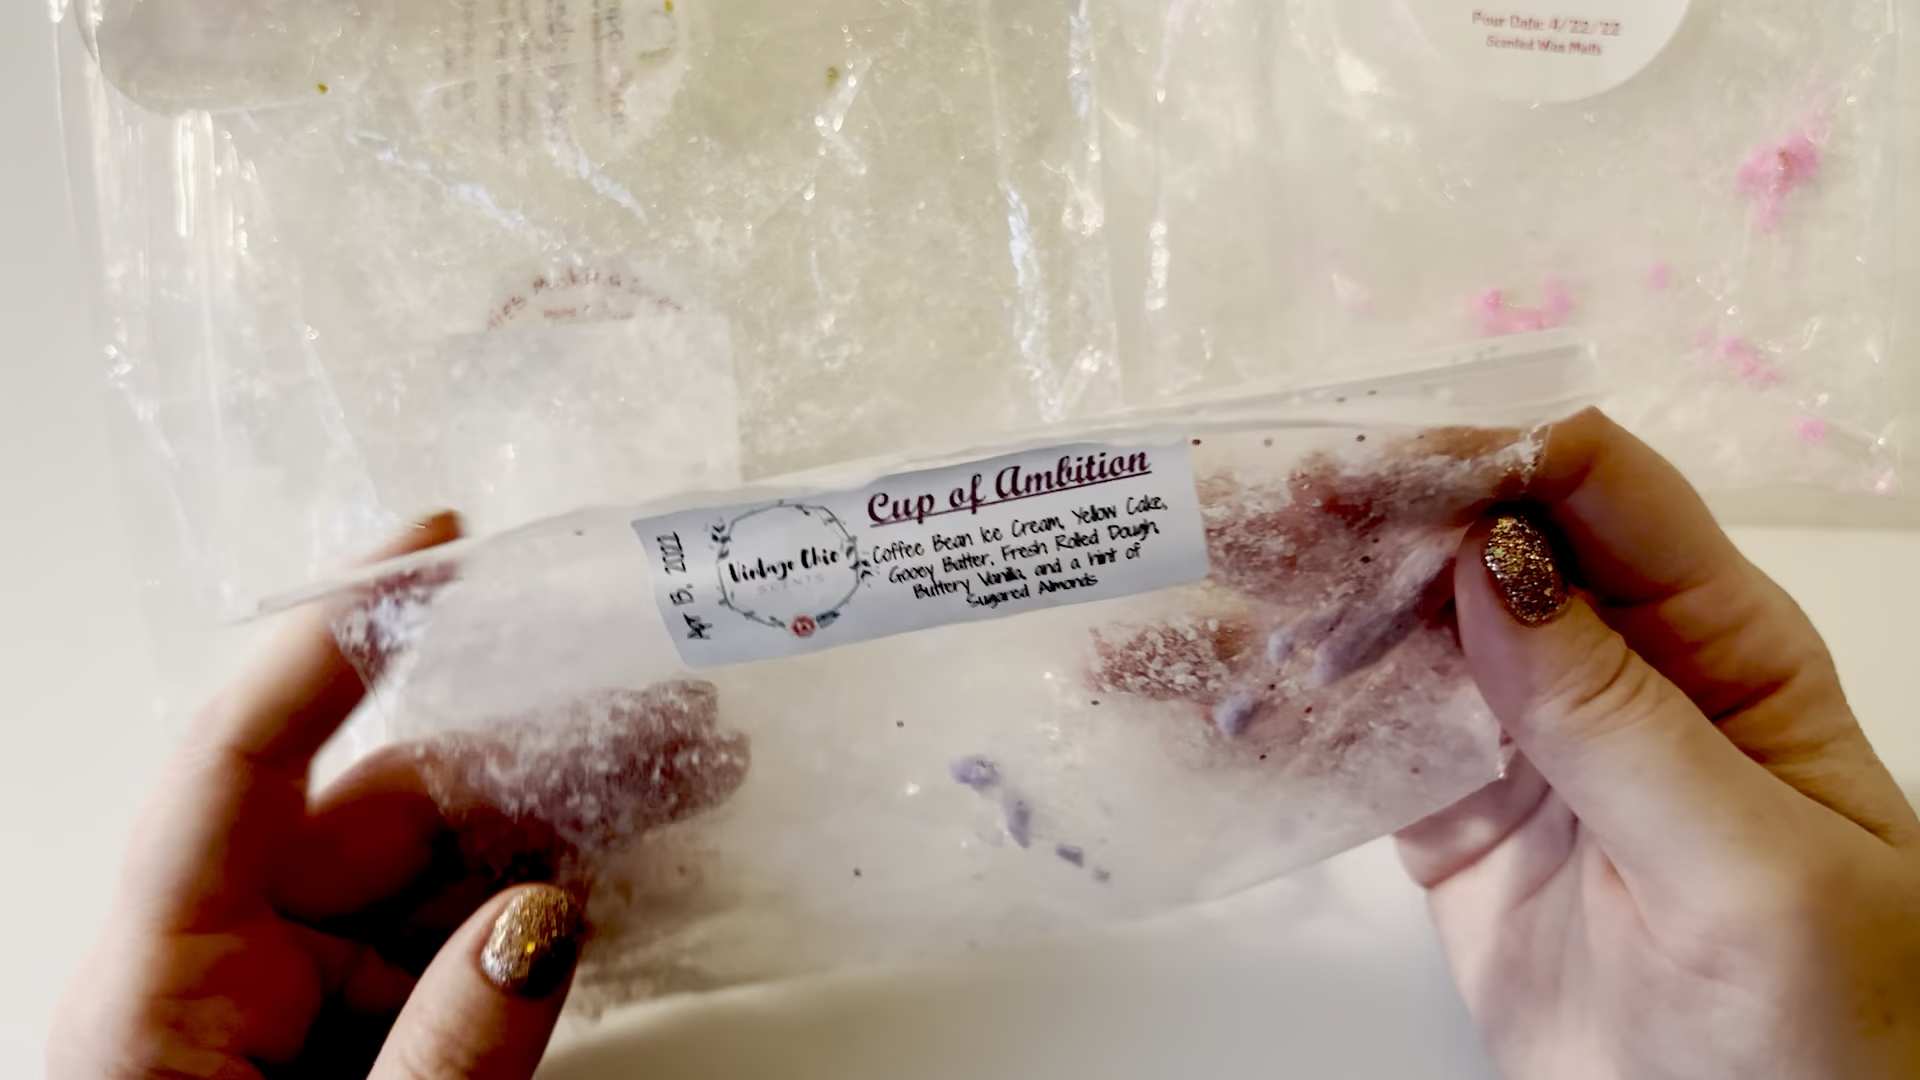 Pour Date: 4/22/22
Scented Wax Melts
Cup of Ambition
Coffee Bean Ice Cream, Yellow Cake,
Gooey Butter, Fresh Rolled Dough,
Buttery Vanilla, and a hint of
Sugared Almonds
Vintage Chic
SCENTS
Apr 15, 2022